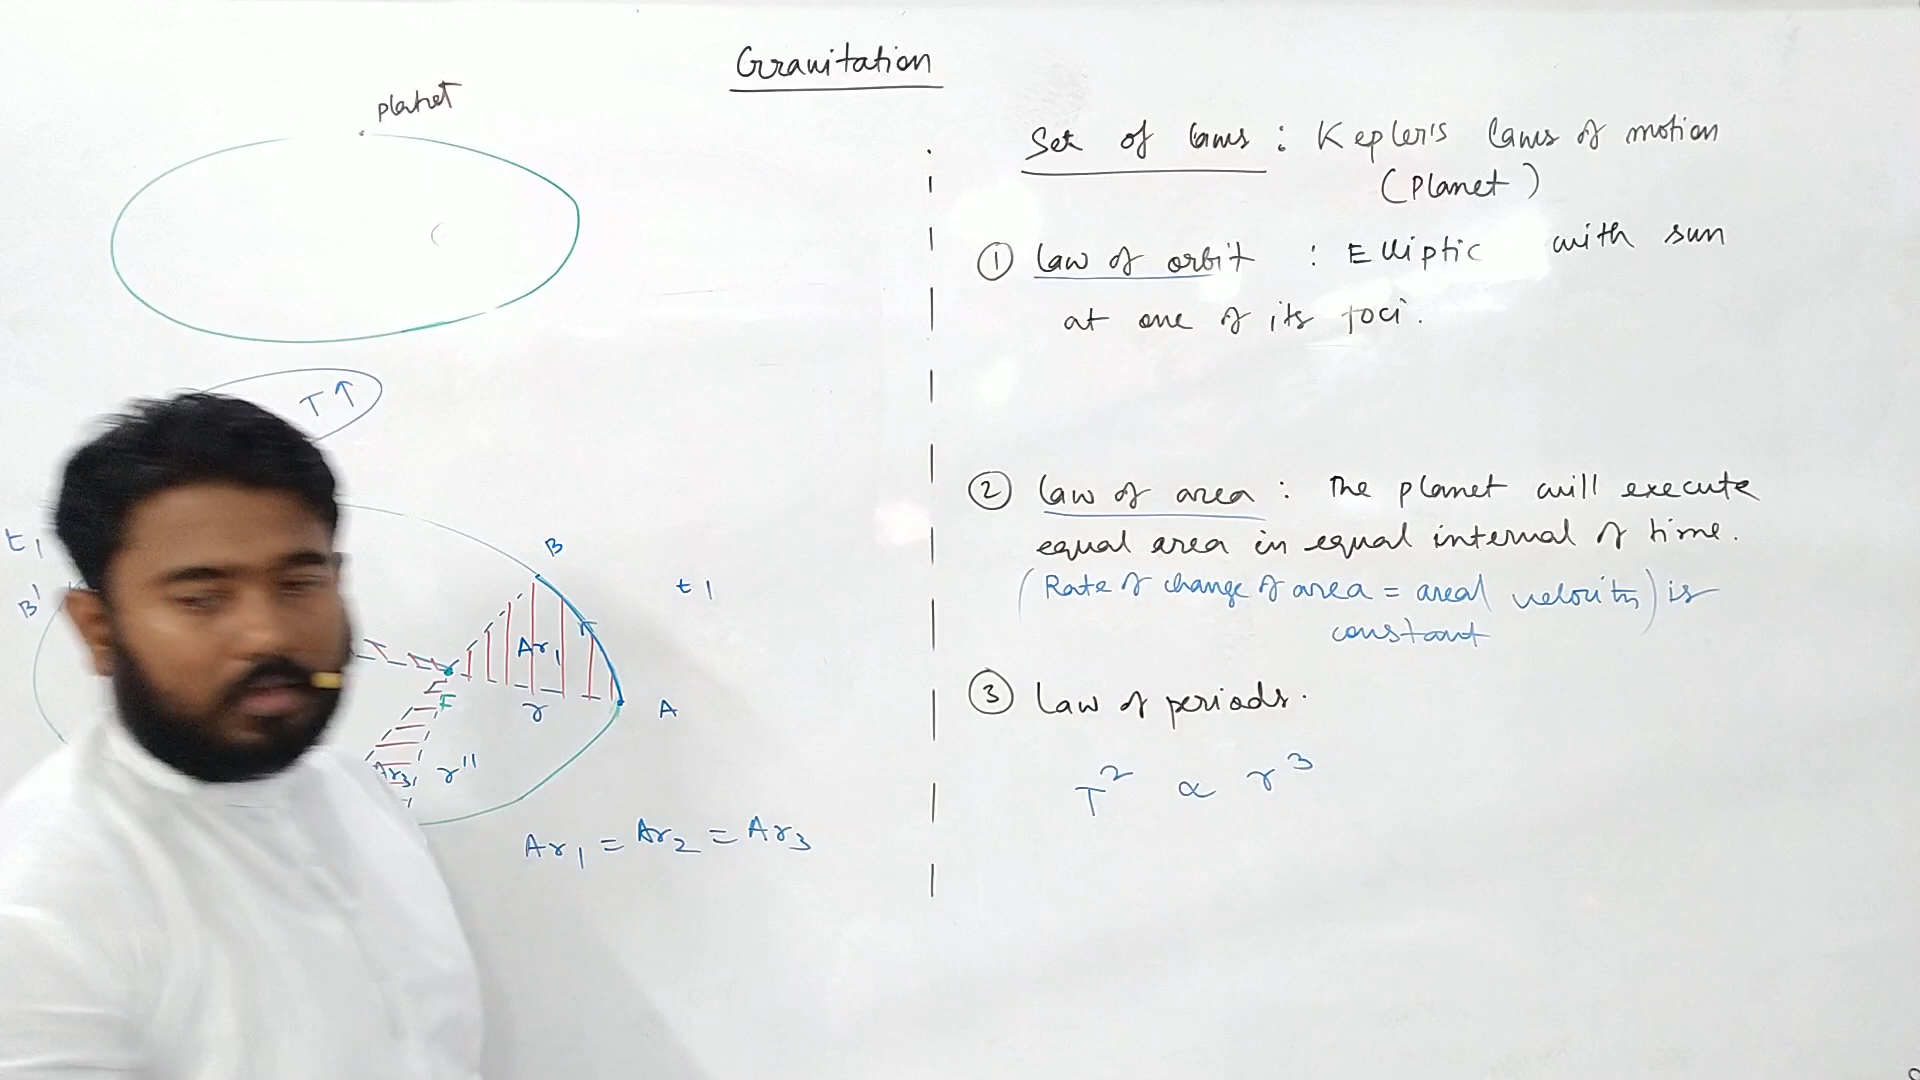 Gravitation
planet
T↑
t1
B'
B
t1
Ar1
F
r
A
Ar3
r''
Ar1 = Ar2 = Ar3
Set of laws : Kepler's laws of motion
(Planet)
① Law of orbit : Elliptic with sun
at one of its foci.
② Law of area : The planet will execute
equal area in equal interval of time.
(Rate of change of area = areal velocity) is
constant
③ Law of periods.
T² ∝ r³